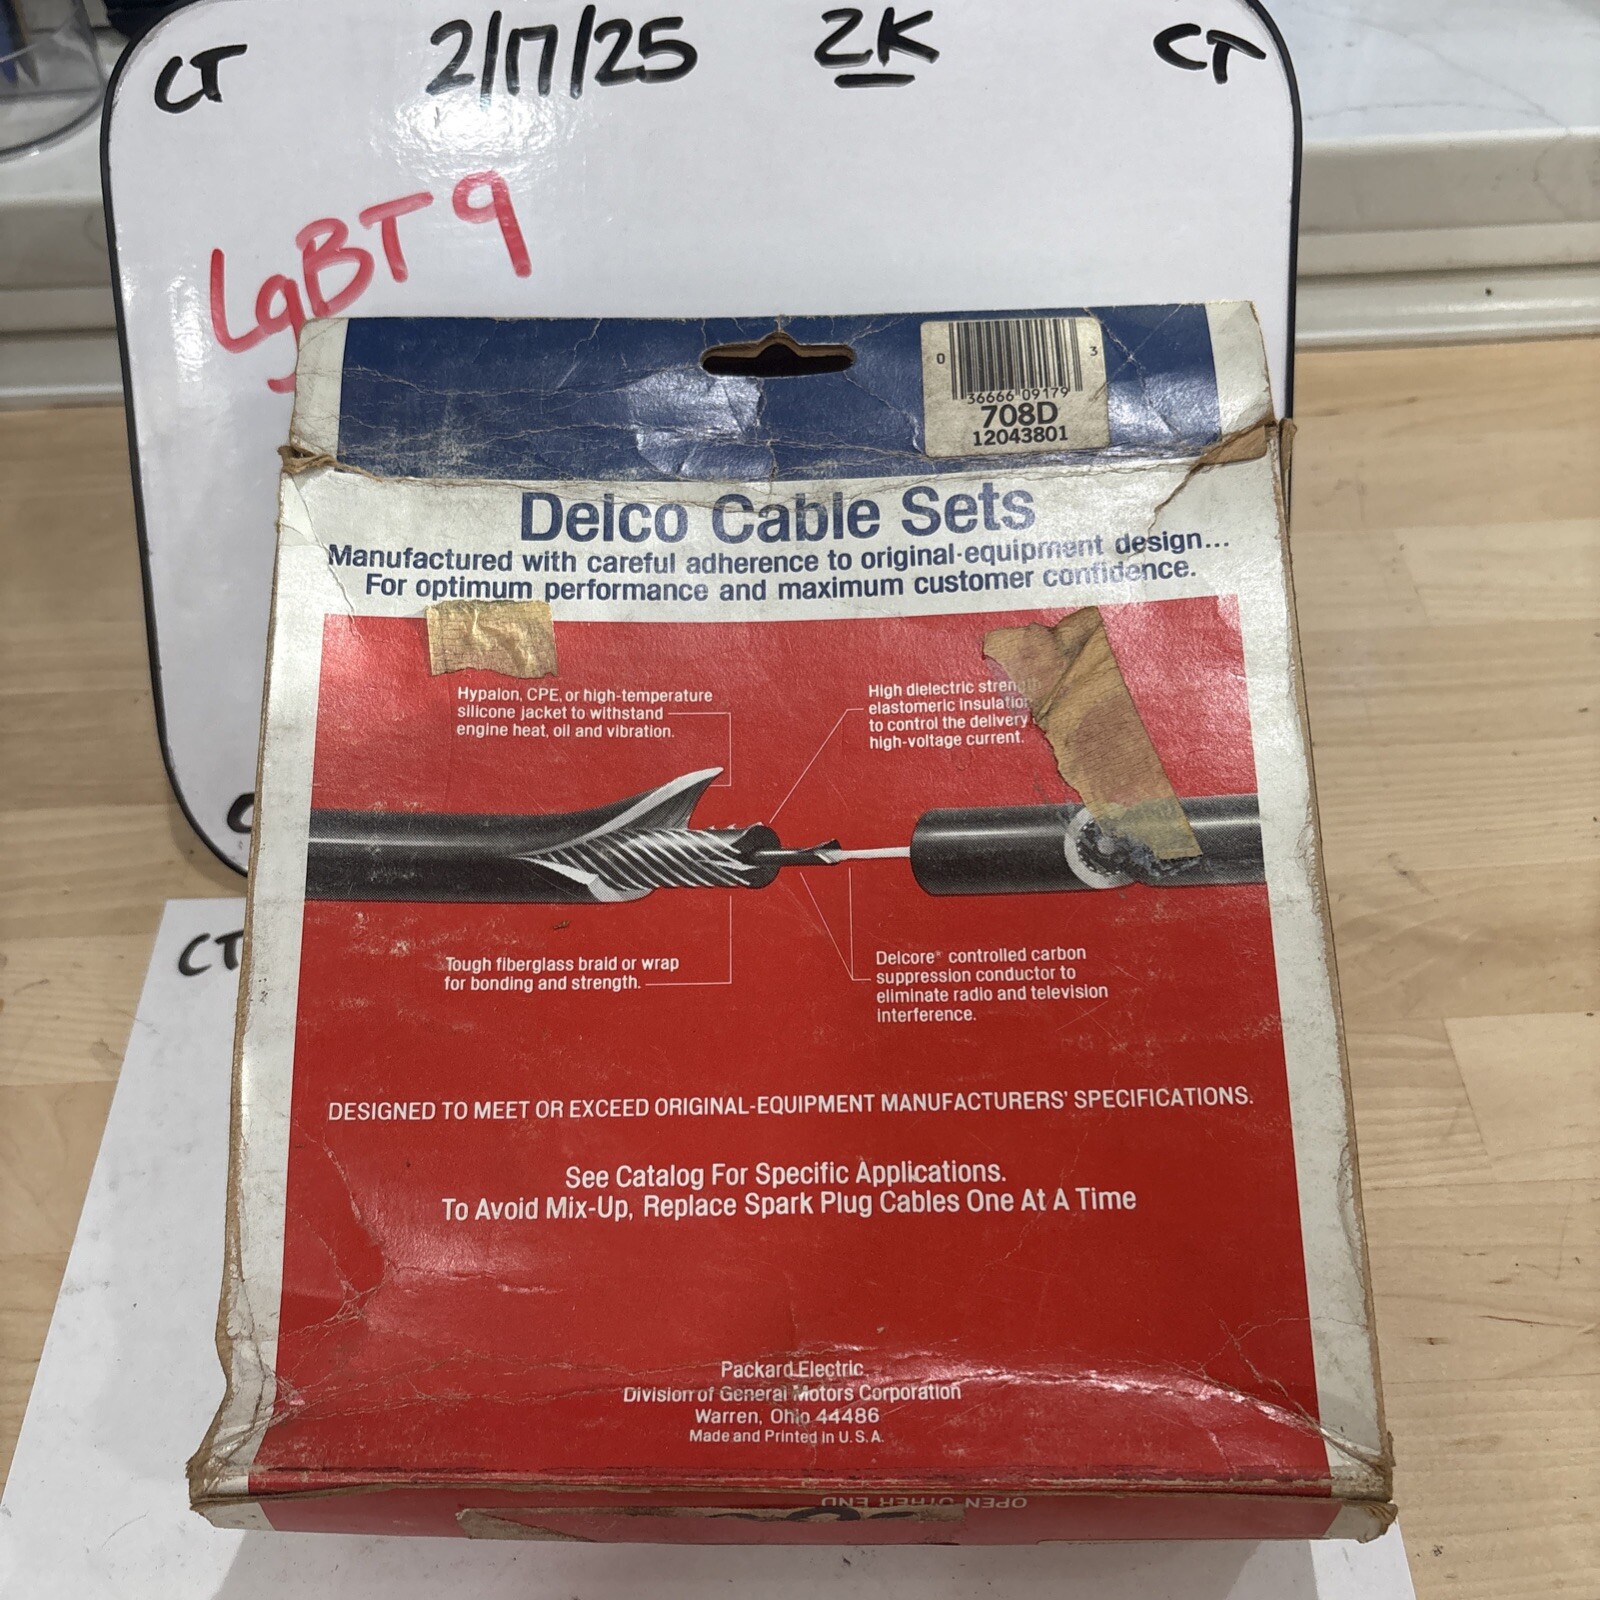 CT 2/17/25 ZK CT
LgBT 9
0 36666 09179 3
708D
12043801
Delco Cable Sets
Manufactured with careful adherence to original-equipment design...
For optimum performance and maximum customer confidence.
Hypalon, CPE, or high-temperature
silicone jacket to withstand
engine heat, oil and vibration.
High dielectric strength
elastomeric insulation
to control the delivery
high-voltage current.
Tough fiberglass braid or wrap
for bonding and strength.
Delcore* controlled carbon
suppression conductor to
eliminate radio and television
interference.
CT
DESIGNED TO MEET OR EXCEED ORIGINAL-EQUIPMENT MANUFACTURERS' SPECIFICATIONS.
See Catalog For Specific Applications.
To Avoid Mix-Up, Replace Spark Plug Cables One At A Time
Packard Electric
Division of General Motors Corporation
Warren, Ohio 44486
Made and Printed in U.S.A.
OPEN OTHER END